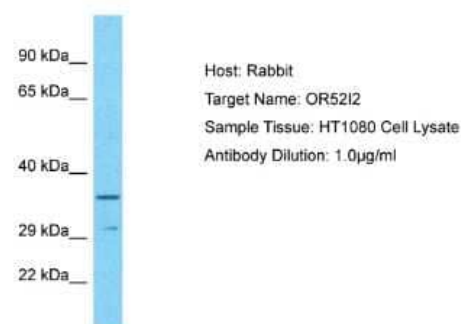 90 kDa
65 kDa
40 kDa
29 kDa
22 kDa
Host: Rabbit
Target Name: OR52I2
Sample Tissue: HT1080 Cell Lysate
Antibody Dilution: 1.0µg/ml